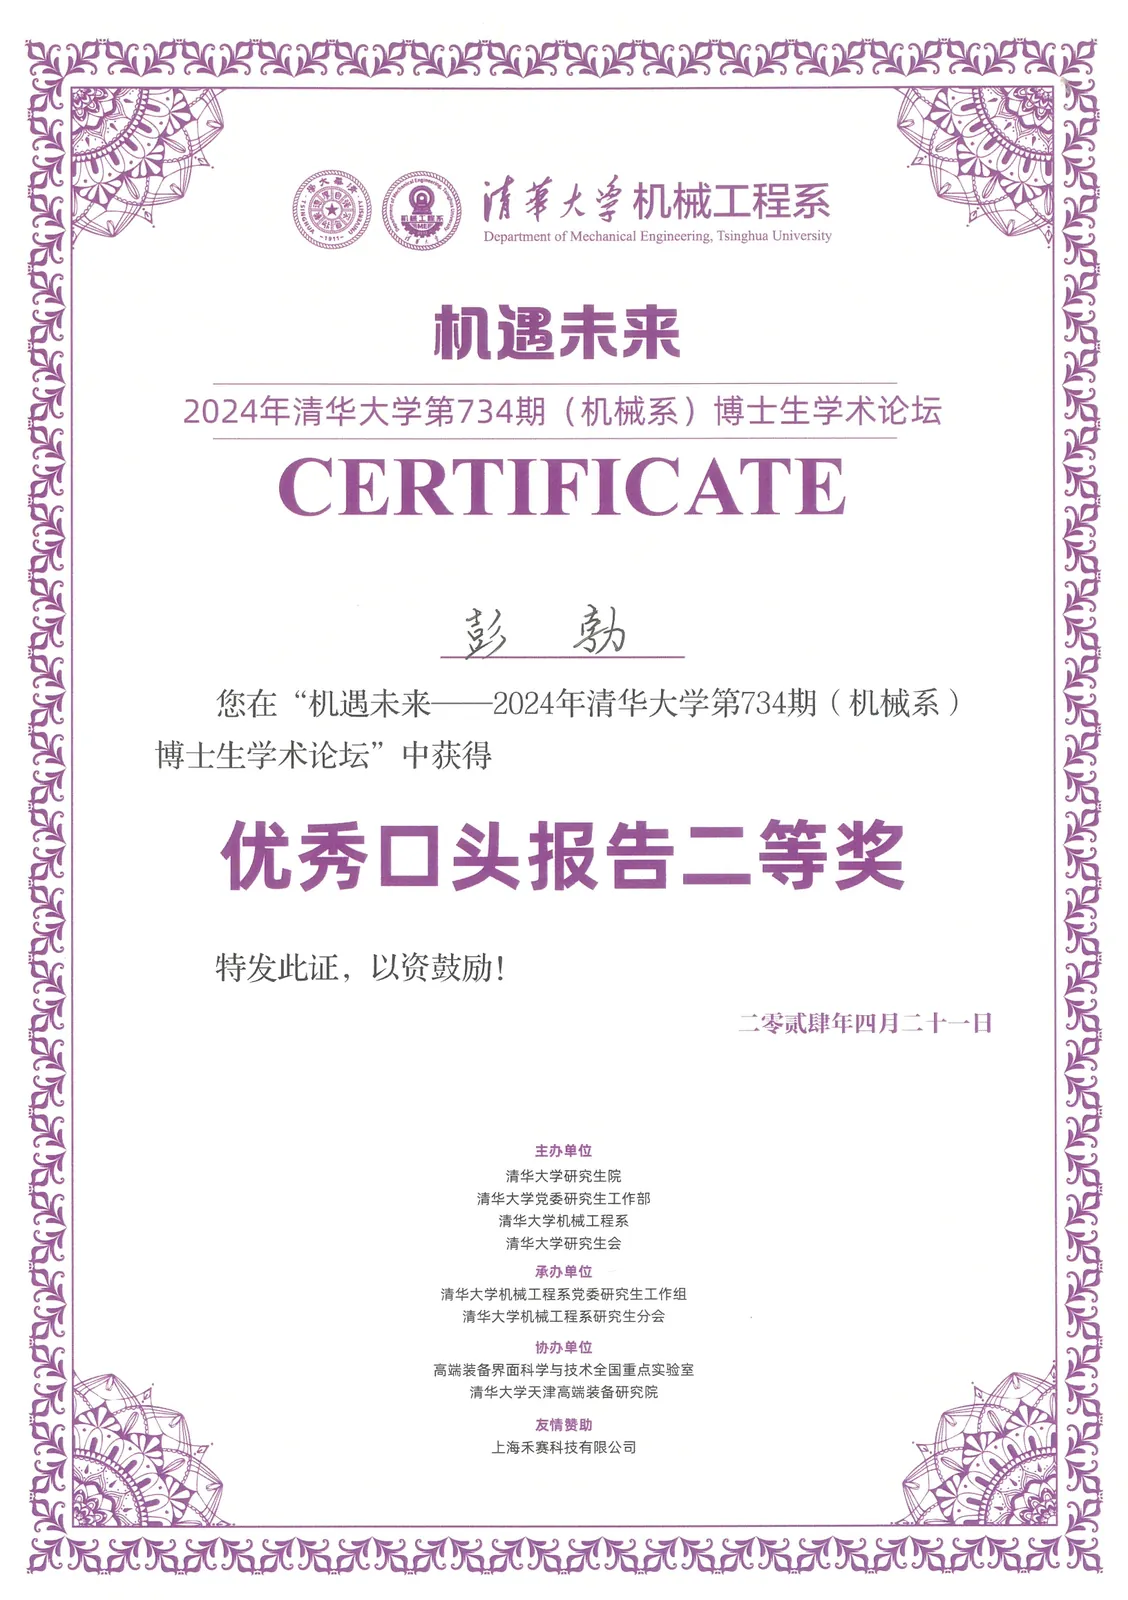 清华大学机械工程系
Department of Mechanical Engineering, Tsinghua University
机遇未来
2024年清华大学第734期（机械系）博士生学术论坛
CERTIFICATE
彭 勃
您在“机遇未来——2024年清华大学第734期（机械系）
博士生学术论坛”中获得
优秀口头报告二等奖
特发此证，以资鼓励！
二零贰肆年四月二十一日
主办单位
清华大学研究生院
清华大学党委研究生工作部
清华大学机械工程系
清华大学研究生会
承办单位
清华大学机械工程系党委研究生工作组
清华大学机械工程系研究生分会
协办单位
高端装备界面科学与技术全国重点实验室
清华大学天津高端装备研究院
友情赞助
上海禾赛科技有限公司